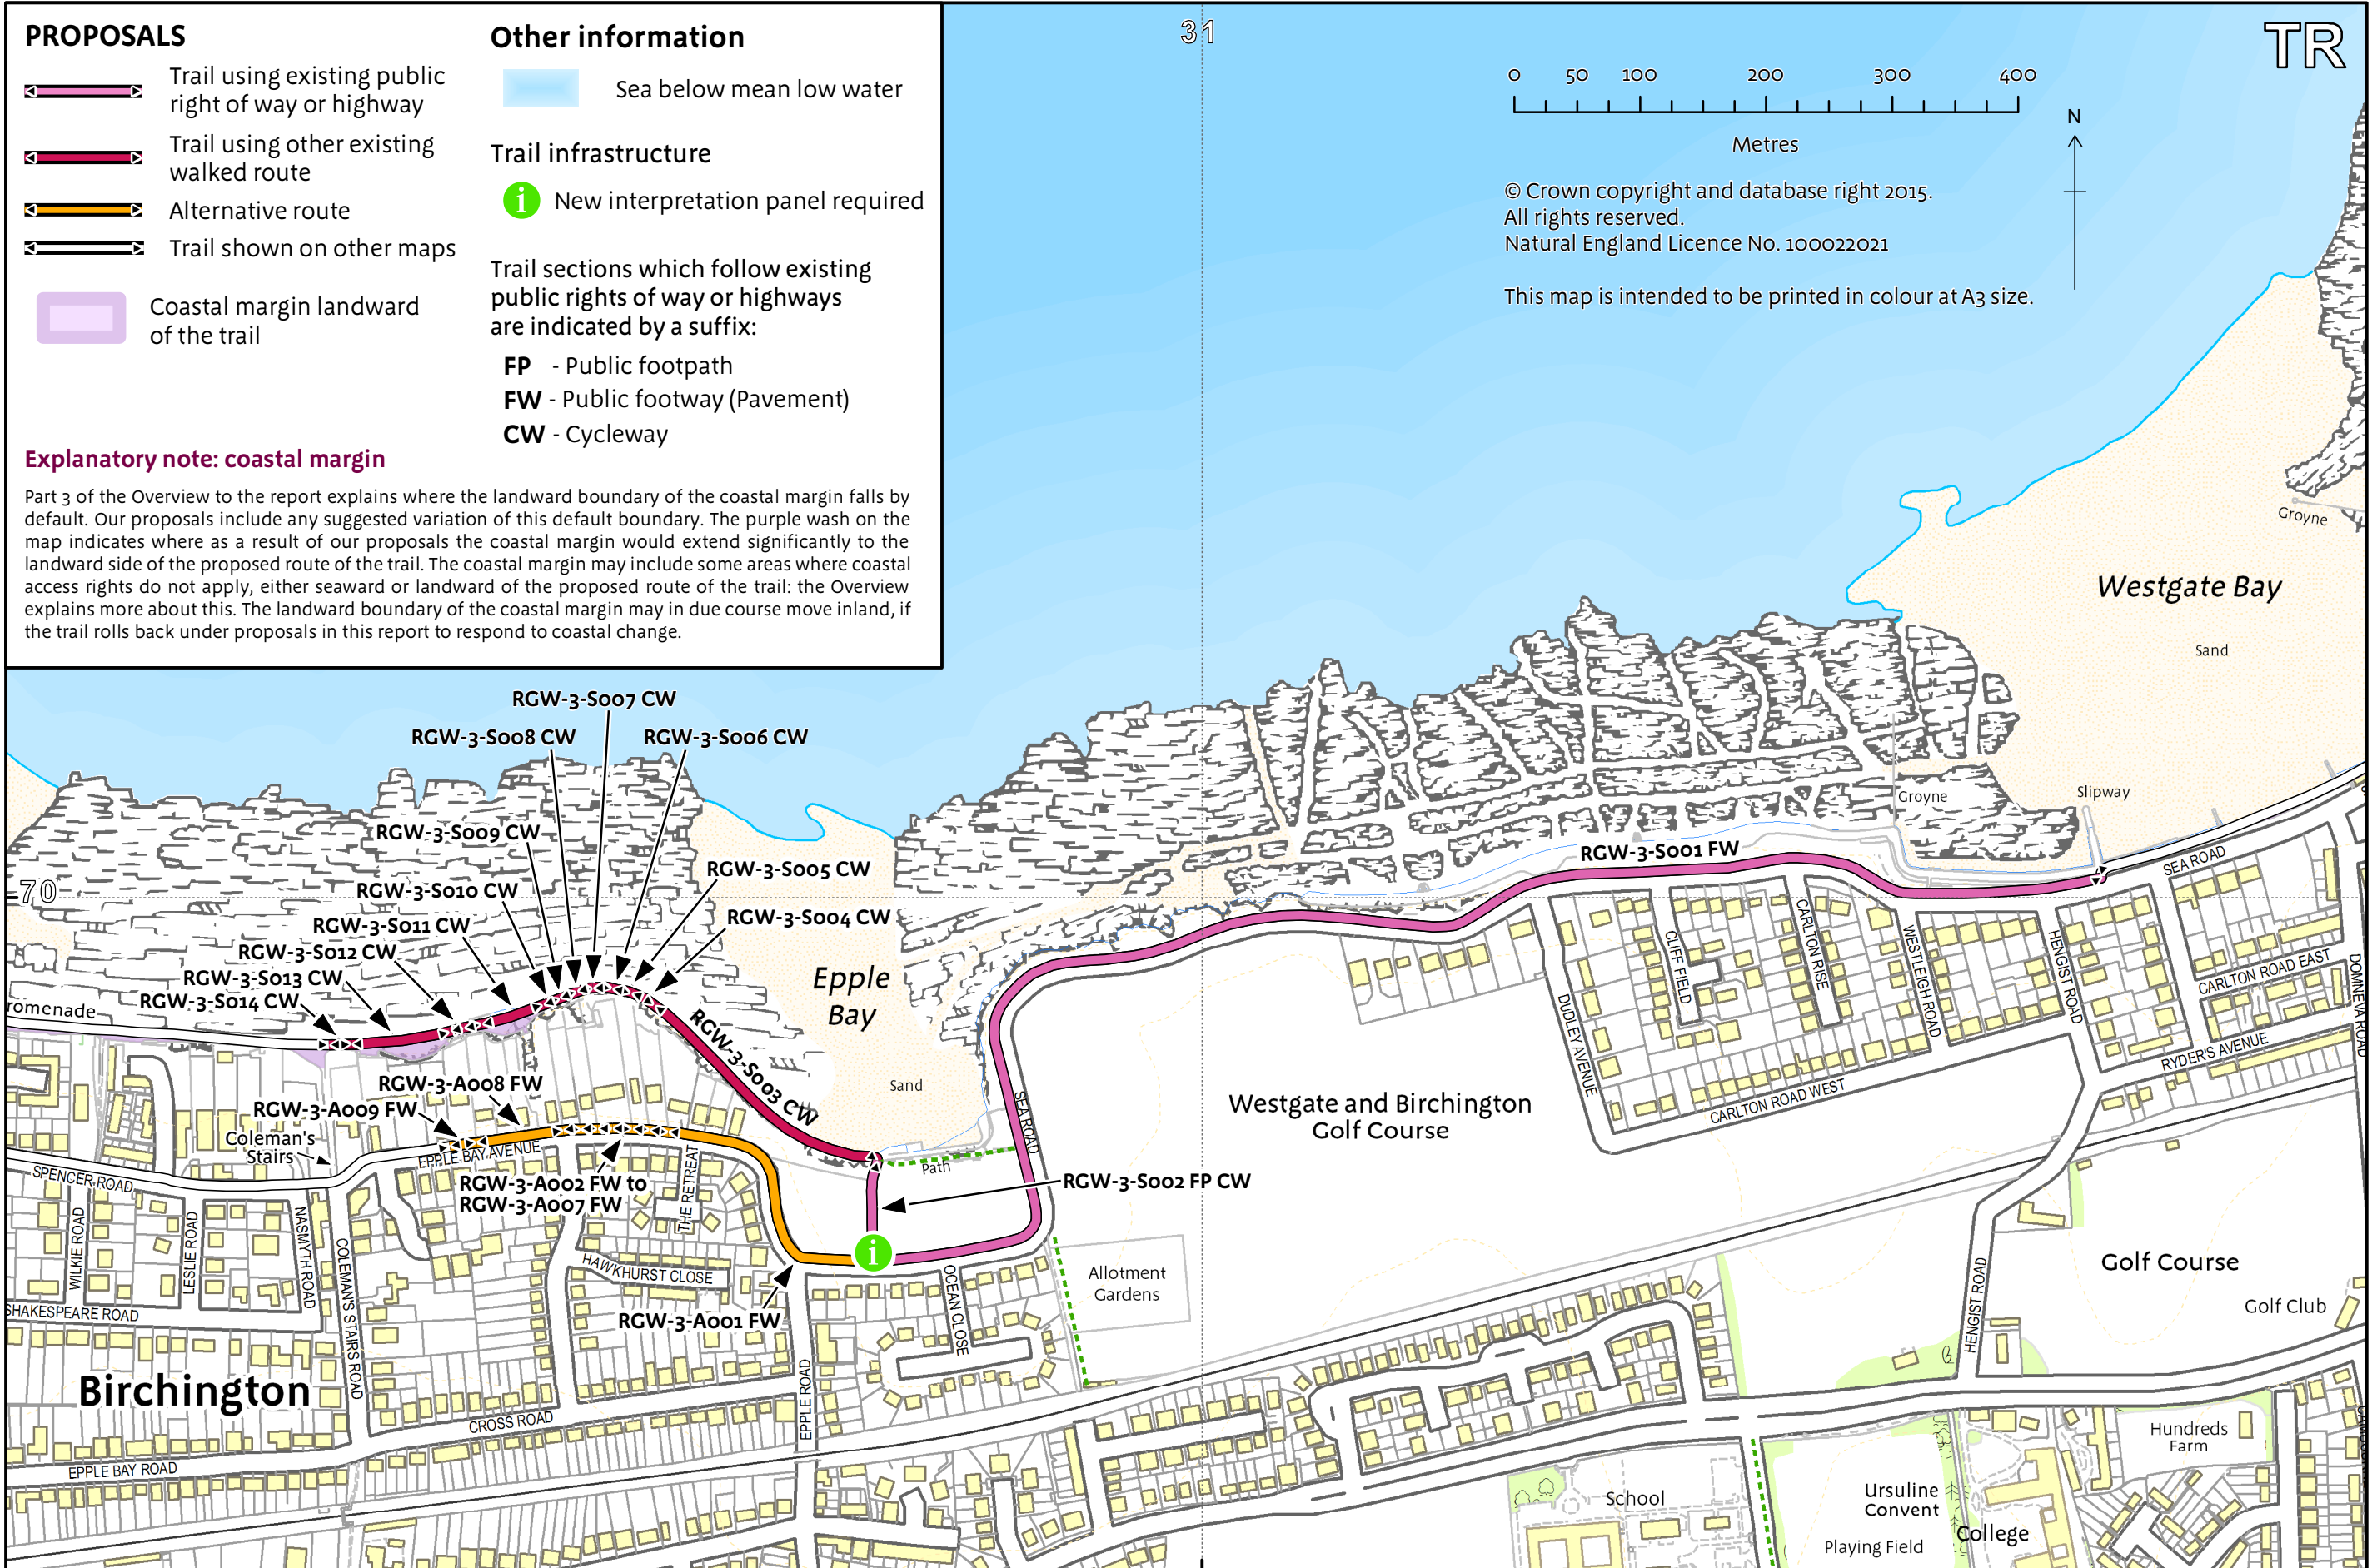 PROPOSALS
Trail using existing public
right of way or highway
Trail using other existing
walked route
Alternative route
Trail shown on other maps
Coastal margin landward
of the trail
Other information
Sea below mean low water
Trail infrastructure
i
New interpretation panel required
Trail sections which follow existing
public rights of way or highways
are indicated by a suffix:
FP - Public footpath
FW - Public footway (Pavement)
CW - Cycleway
Explanatory note: coastal margin
Part 3 of the Overview to the report explains where the landward boundary of the coastal margin falls by
default. Our proposals include any suggested variation of this default boundary. The purple wash on the
map indicates where as a result of our proposals the coastal margin would extend significantly to the
landward side of the proposed route of the trail. The coastal margin may include some areas where coastal
access rights do not apply, either seaward or landward of the proposed route of the trail: the Overview
explains more about this. The landward boundary of the coastal margin may in due course move inland, if
the trail rolls back under proposals in this report to respond to coastal change.
31
TR
0 50 100 200 300 400
Metres
N
© Crown copyright and database right 2015.
All rights reserved.
Natural England Licence No. 100022021
This map is intended to be printed in colour at A3 size.
Groyne
Westgate Bay
Sand
RGW-3-S007 CW
RGW-3-S008 CW
RGW-3-S006 CW
Groyne
Slipway
RGW-3-S009 CW
RGW-3-S001 FW
SEA ROAD
RGW-3-S005 CW
70
RGW-3-S010 CW
RGW-3-S004 CW
RGW-3-S011 CW
RGW-3-S012 CW
RGW-3-S013 CW
RGW-3-S014 CW
romenade
Epple
Bay
RGW-3-S003 CW
Sand
CLIFF FIELD
CARLTON RISE
WESTLEIGH ROAD
HENGIST ROAD
CARLTON ROAD EAST
DOMNEVA ROAD
DUDLEY AVENUE
RYDER'S AVENUE
CARLTON ROAD WEST
Westgate and Birchington
Golf Course
SEA ROAD
RGW-3-A008 FW
RGW-3-A009 FW
Coleman's
Stairs
EPPLE BAY AVENUE
SPENCER ROAD
Path
RGW-3-S002 FP CW
RGW-3-A002 FW to
RGW-3-A007 FW
THE RETREAT
WILKIE ROAD
LESLIE ROAD
NASMYTH ROAD
COLEMAN'S STAIRS ROAD
HAWKHURST CLOSE
i
OCEAN CLOSE
Allotment
Gardens
HENGIST ROAD
Golf Course
Golf Club
SHAKESPEARE ROAD
RGW-3-A001 FW
Birchington
EPPLE ROAD
CROSS ROAD
EPPLE BAY ROAD
Hundreds
Farm
School
Ursuline
Convent
College
Playing Field